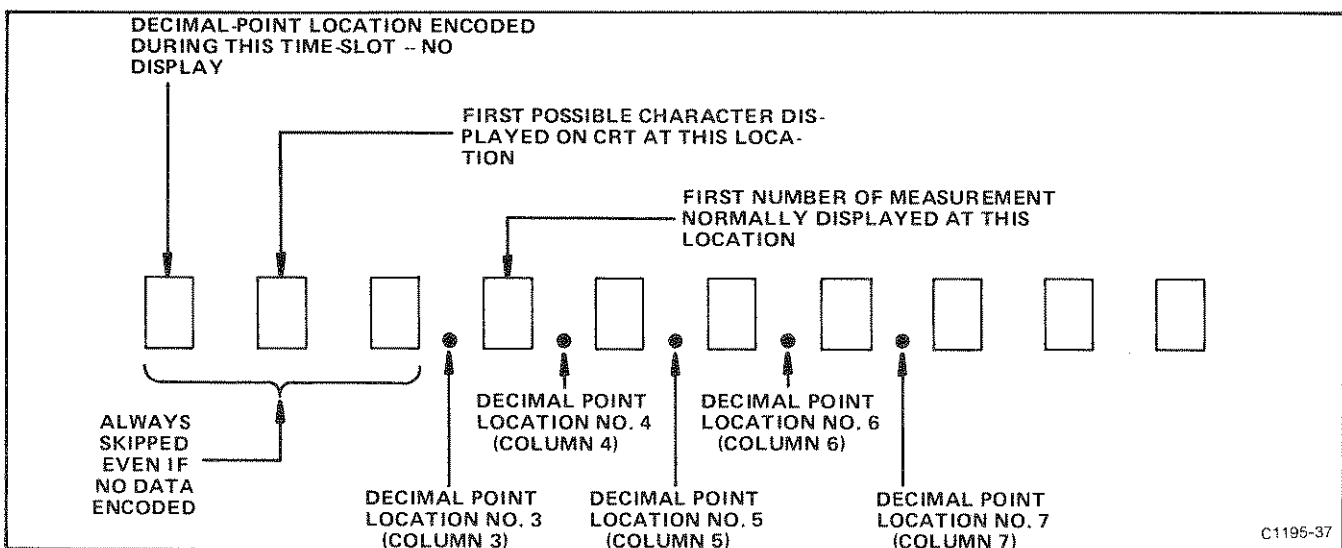 DECIMAL-POINT LOCATION ENCODED
DURING THIS TIME-SLOT -- NO
DISPLAY
FIRST POSSIBLE CHARACTER DIS-
PLAYED ON CRT AT THIS LOCA-
TION
FIRST NUMBER OF MEASUREMENT
NORMALLY DISPLAYED AT THIS
LOCATION
ALWAYS
SKIPPED
EVEN IF
NO DATA
ENCODED
DECIMAL POINT
LOCATION NO. 3
(COLUMN 3)
DECIMAL POINT
LOCATION NO. 4
(COLUMN 4)
DECIMAL POINT
LOCATION NO. 5
(COLUMN 5)
DECIMAL POINT
LOCATION NO. 6
(COLUMN 6)
DECIMAL POINT
LOCATION NO. 7
(COLUMN 7)
C1195-37